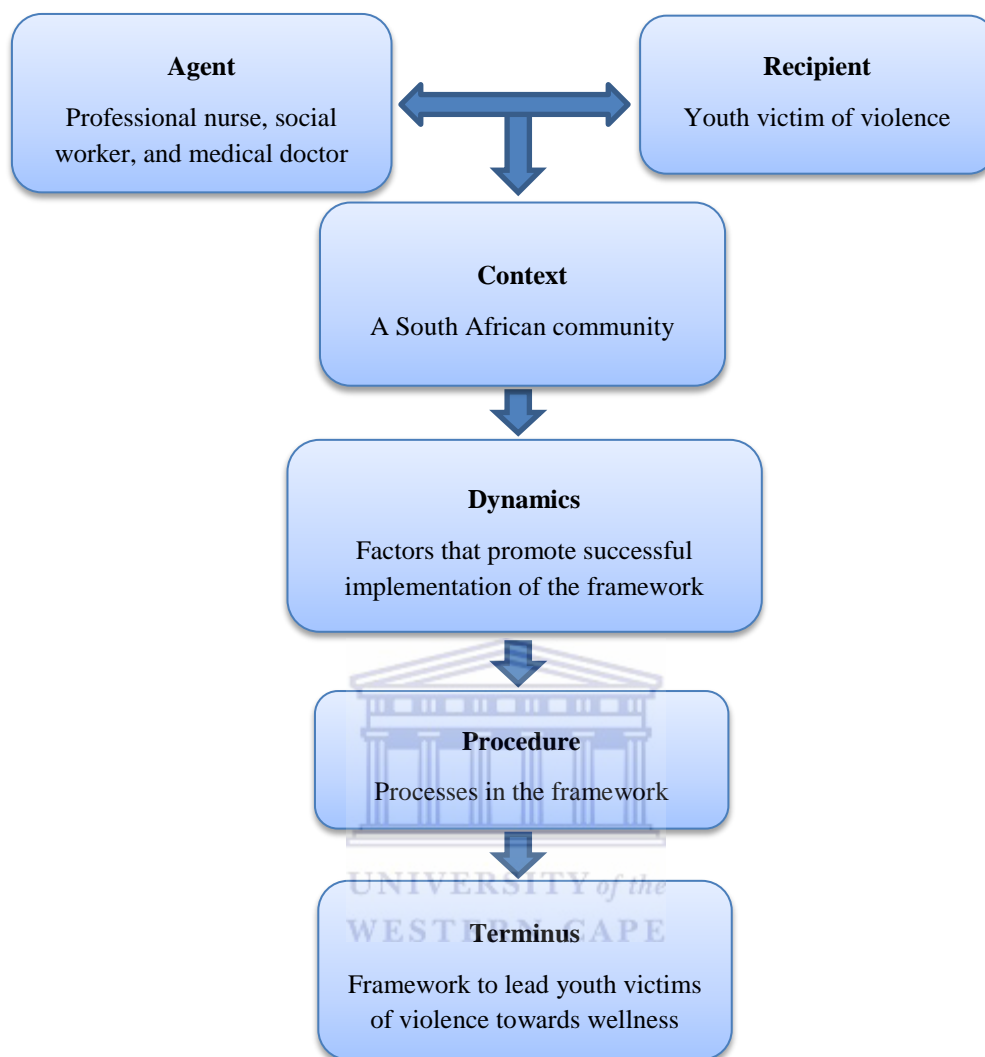 Agent
Professional nurse, social
worker, and medical doctor
Recipient
Youth victim of violence
Context
A South African community
Dynamics
Factors that promote successful
implementation of the framework
Procedure
Processes in the framework
UNIVERSITY of the
WESTERN CAPE
Terminus
Framework to lead youth victims
of violence towards wellness